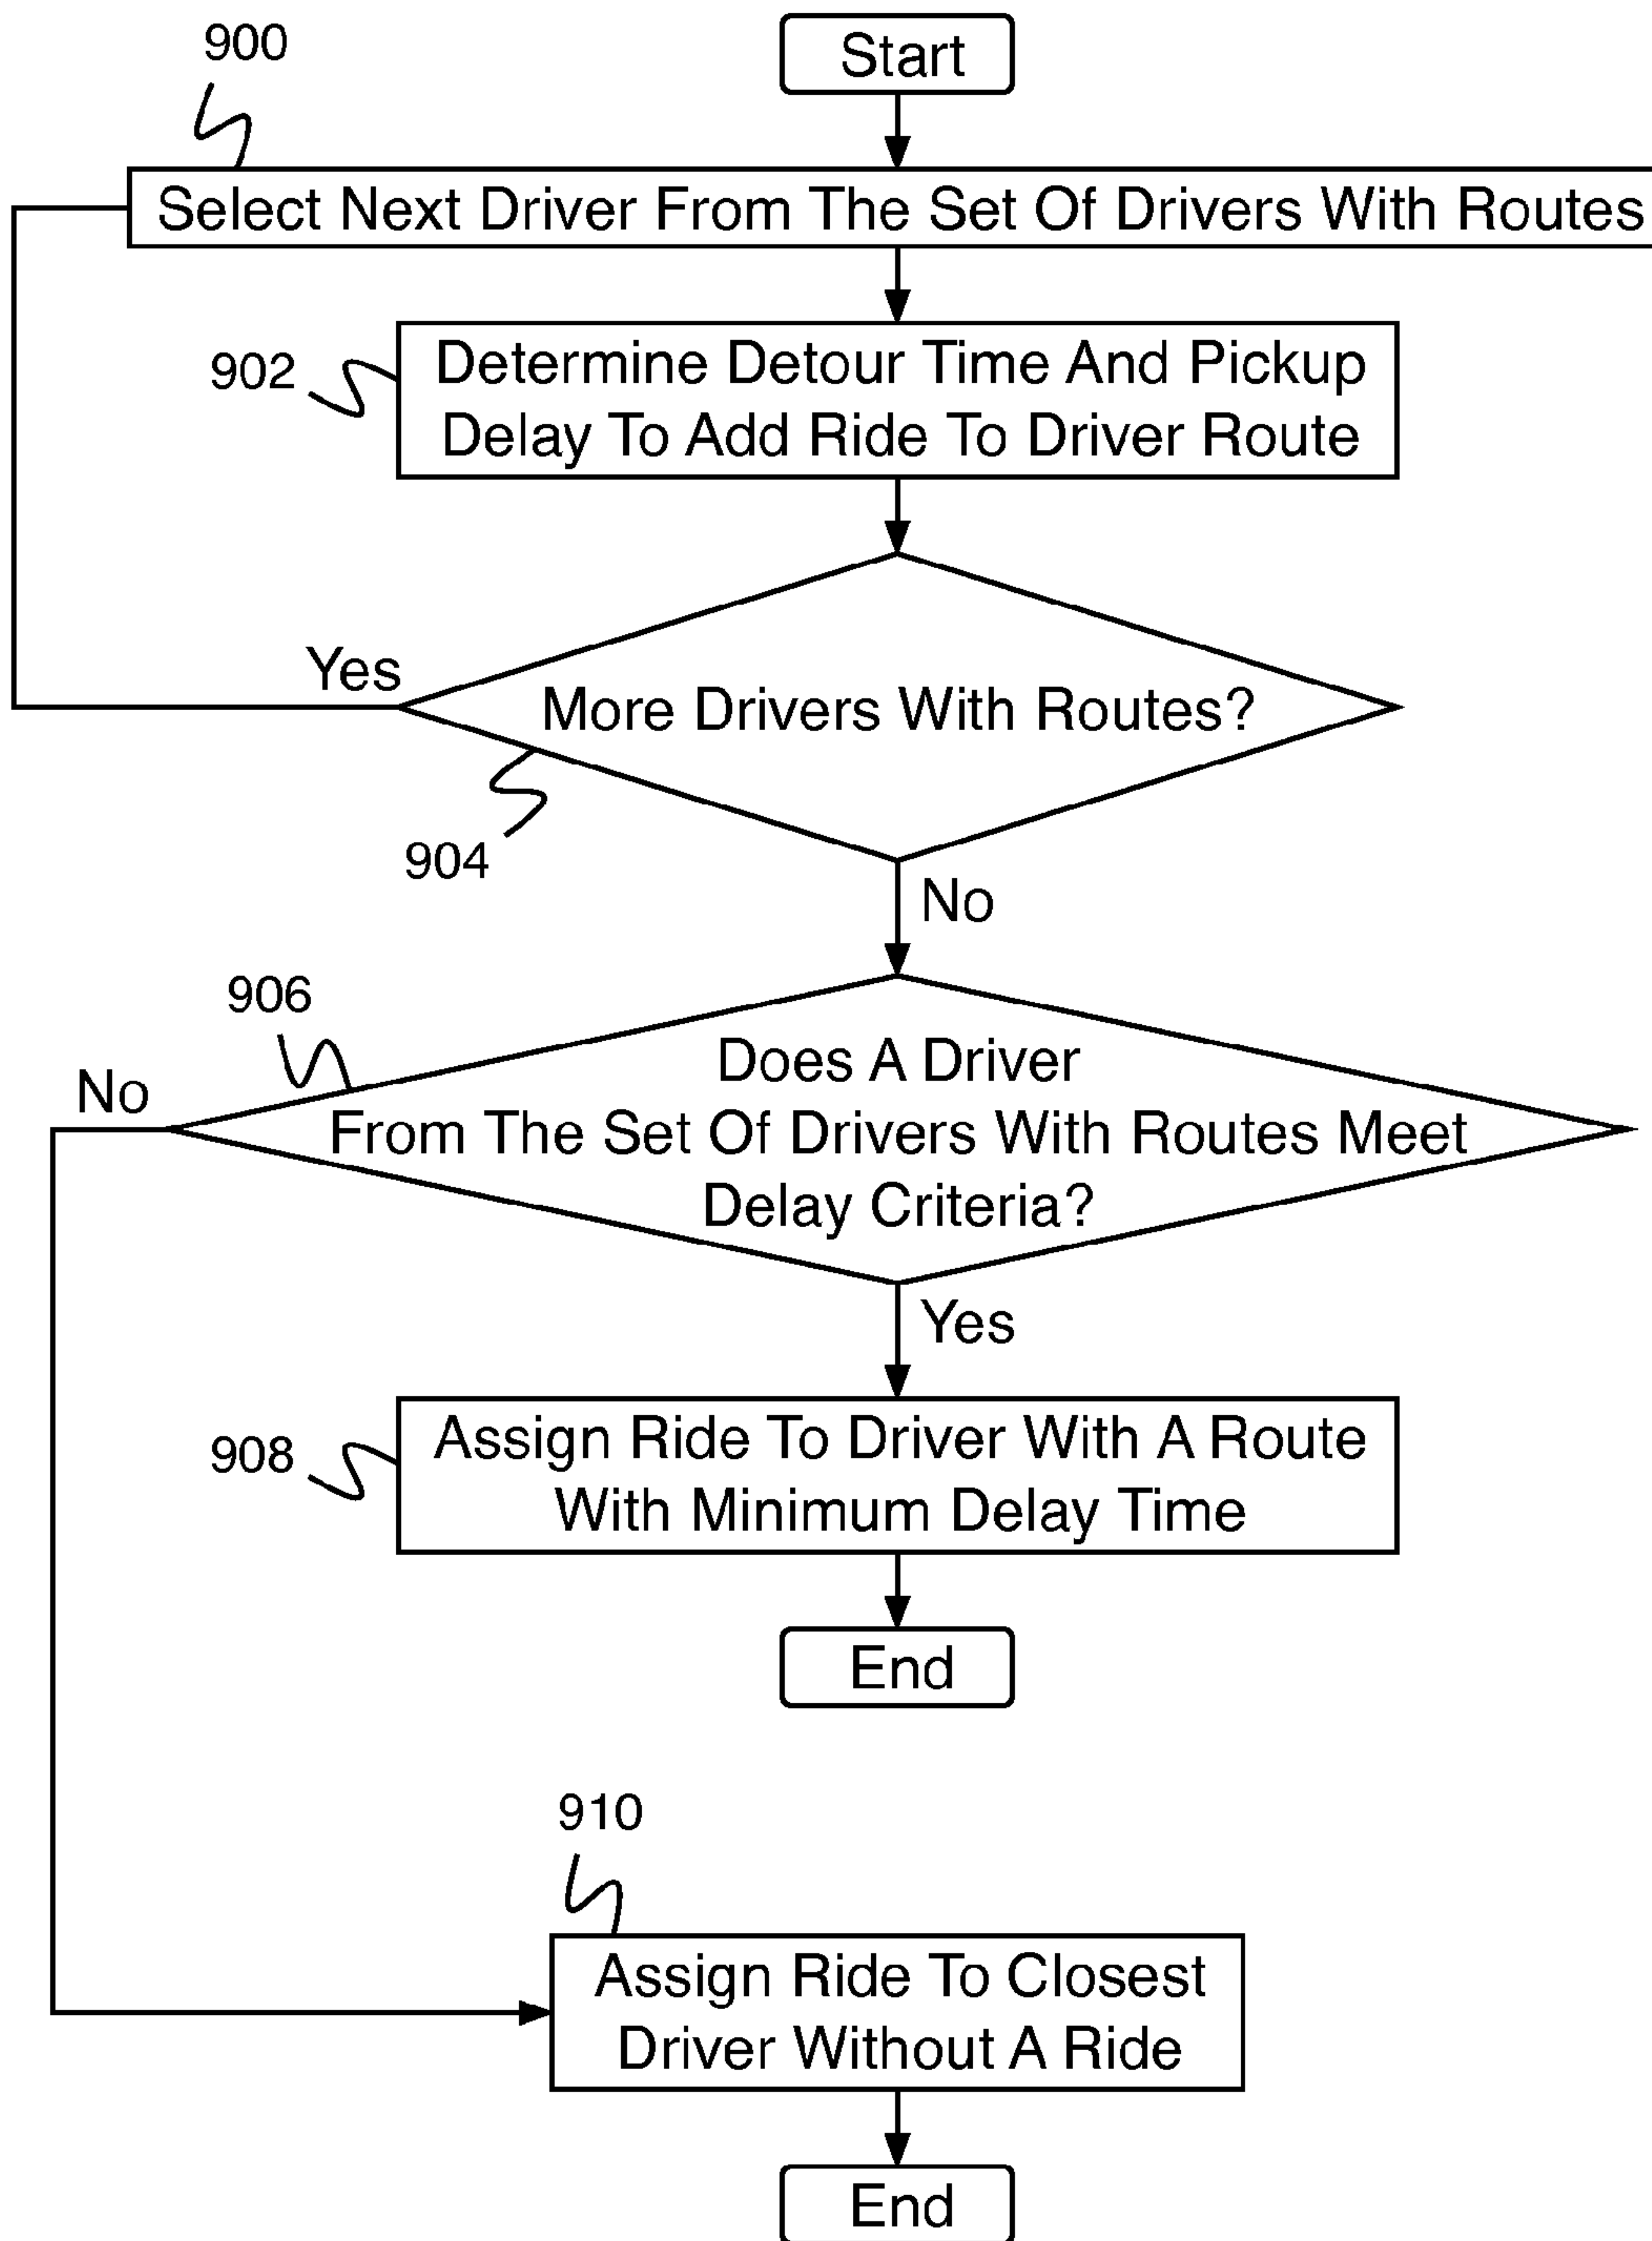 900
Start
Select Next Driver From The Set Of Drivers With Routes
902
Determine Detour Time And Pickup
Delay To Add Ride To Driver Route
Yes
More Drivers With Routes?
904
No
906
No
Does A Driver
From The Set Of Drivers With Routes Meet
Delay Criteria?
Yes
908
Assign Ride To Driver With A Route
With Minimum Delay Time
End
910
Assign Ride To Closest
Driver Without A Ride
End